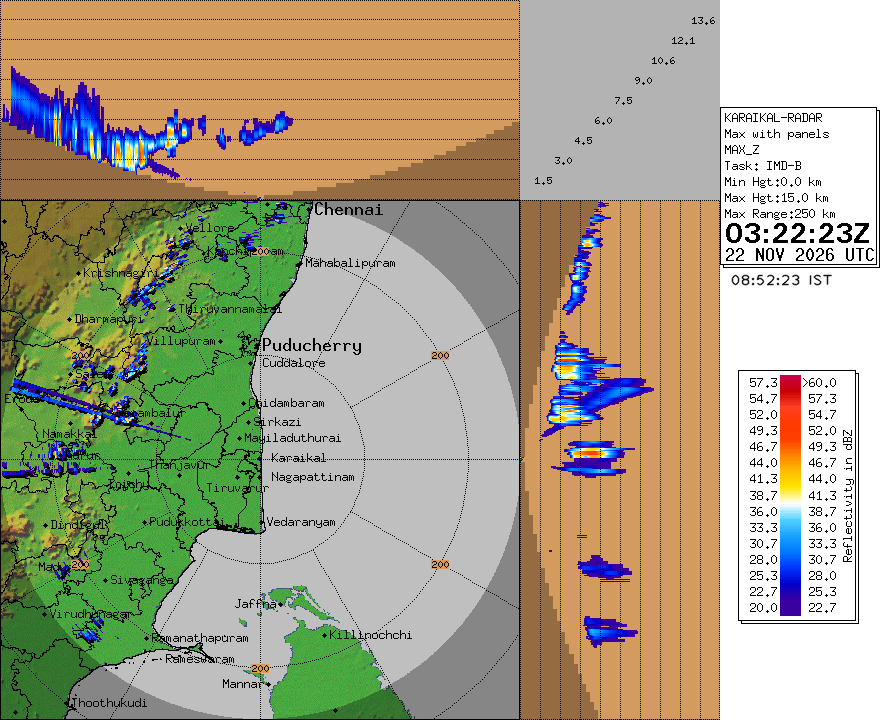 13.6
12.1
10.6
9.0
7.5
6.0
4.5
3.0
1.5
KARAIKAL-RADAR
Max with panels
MAX_Z
Task: IMD-B
Min Hgt:0.0 km
Max Hgt:15.0 km
Max Range:250 km
03:22:23Z
22 NOV 2026 UTC
08:52:23 IST
Chennai
Vellore
200
Mahabalipuram
Krishnagiri
Thiruvannamalai
Dharmapuri
Villupuram
Puducherry
200
200
Cuddalore
Chidambaram
Sirkazi
Namakkal
Mayiladuthurai
Karaikal
Thanjavur
Nagapattinam
Tiruvarur
Dindigul
Pudukkottai
Vedaranyam
200
200
Sivaganga
Jaffna
Virudhunagar
Killinochchi
Ramanathapuram
Rameswaram
200
Mannar
Thoothukudi
57.3 >60.0
54.7 57.3
52.0 54.7
49.3 52.0
46.7 49.3
44.0 46.7
41.3 44.0
38.7 41.3
36.0 38.7
33.3 36.0
30.7 33.3
28.0 30.7
25.3 28.0
22.7 25.3
20.0 22.7
Reflectivity in dBZ